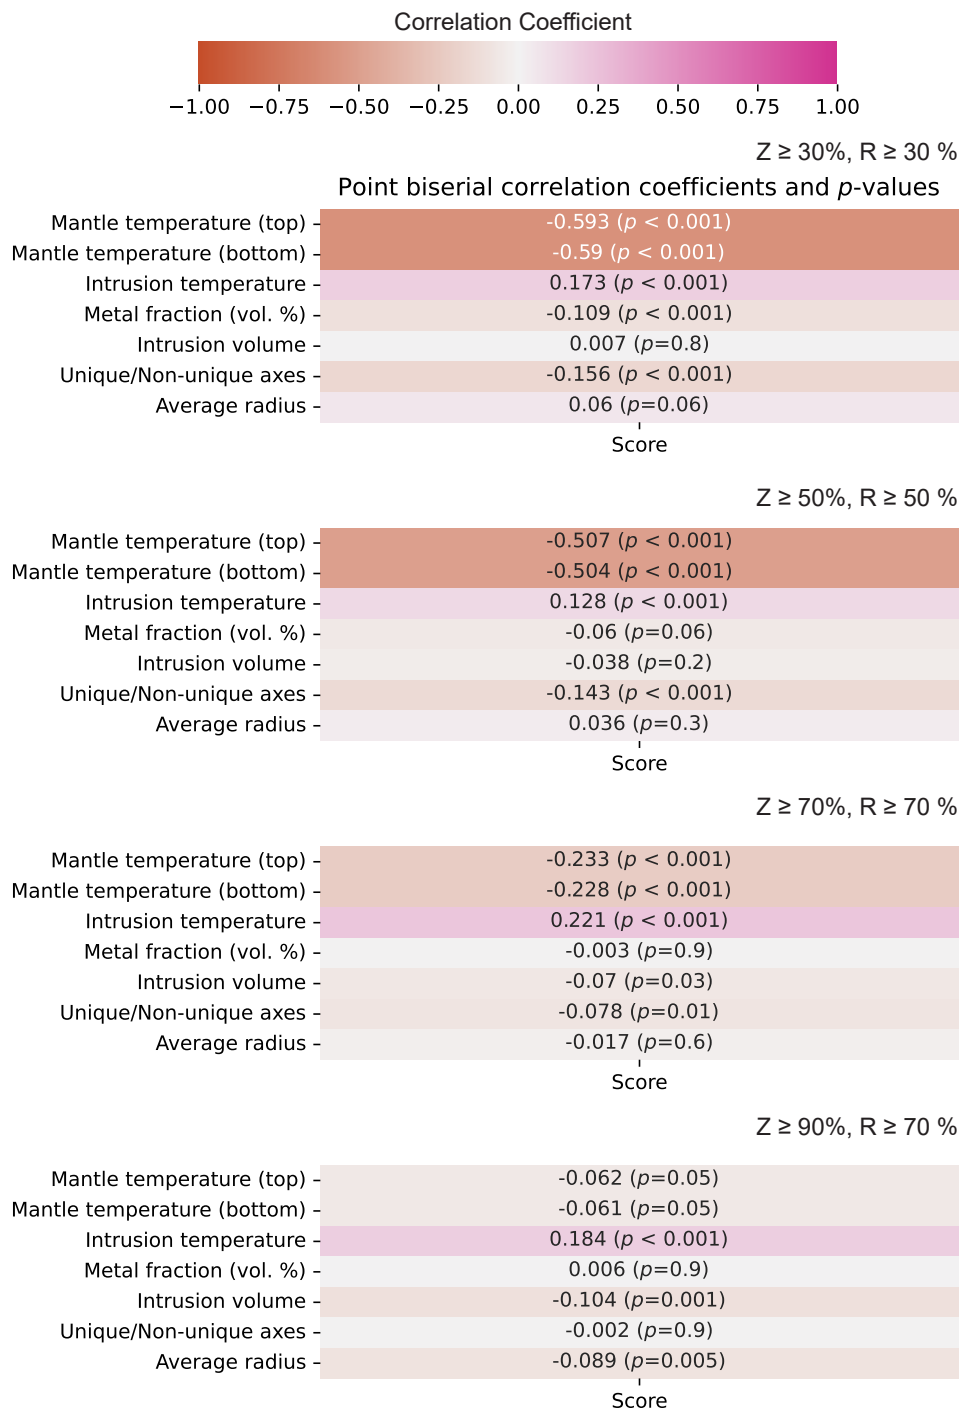 Correlation Coefficient
−1.00 −0.75 −0.50 −0.25 0.00 0.25 0.50 0.75 1.00
Z ≥ 30%, R ≥ 30 %
Point biserial correlation coefficients and p-values
Mantle temperature (top) -0.593 (p < 0.001)
Mantle temperature (bottom) -0.59 (p < 0.001)
Intrusion temperature 0.173 (p < 0.001)
Metal fraction (vol. %) -0.109 (p < 0.001)
Intrusion volume 0.007 (p=0.8)
Unique/Non-unique axes -0.156 (p < 0.001)
Average radius 0.06 (p=0.06)
Score
Z ≥ 50%, R ≥ 50 %
Mantle temperature (top) -0.507 (p < 0.001)
Mantle temperature (bottom) -0.504 (p < 0.001)
Intrusion temperature 0.128 (p < 0.001)
Metal fraction (vol. %) -0.06 (p=0.06)
Intrusion volume -0.038 (p=0.2)
Unique/Non-unique axes -0.143 (p < 0.001)
Average radius 0.036 (p=0.3)
Score
Z ≥ 70%, R ≥ 70 %
Mantle temperature (top) -0.233 (p < 0.001)
Mantle temperature (bottom) -0.228 (p < 0.001)
Intrusion temperature 0.221 (p < 0.001)
Metal fraction (vol. %) -0.003 (p=0.9)
Intrusion volume -0.07 (p=0.03)
Unique/Non-unique axes -0.078 (p=0.01)
Average radius -0.017 (p=0.6)
Score
Z ≥ 90%, R ≥ 70 %
Mantle temperature (top) -0.062 (p=0.05)
Mantle temperature (bottom) -0.061 (p=0.05)
Intrusion temperature 0.184 (p < 0.001)
Metal fraction (vol. %) 0.006 (p=0.9)
Intrusion volume -0.104 (p=0.001)
Unique/Non-unique axes -0.002 (p=0.9)
Average radius -0.089 (p=0.005)
Score